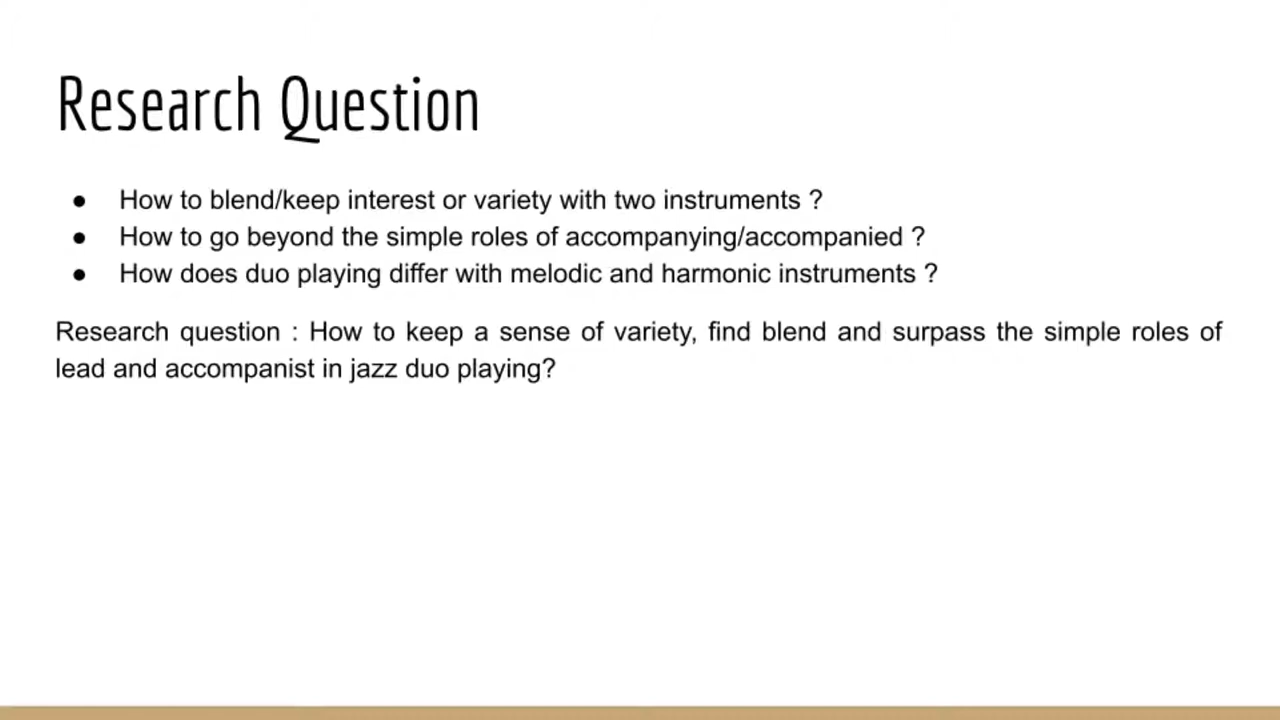 Research Question
● How to blend/keep interest or variety with two instruments ?
● How to go beyond the simple roles of accompanying/accompanied ?
● How does duo playing differ with melodic and harmonic instruments ?
Research question : How to keep a sense of variety, find blend and surpass the simple roles of
lead and accompanist in jazz duo playing?